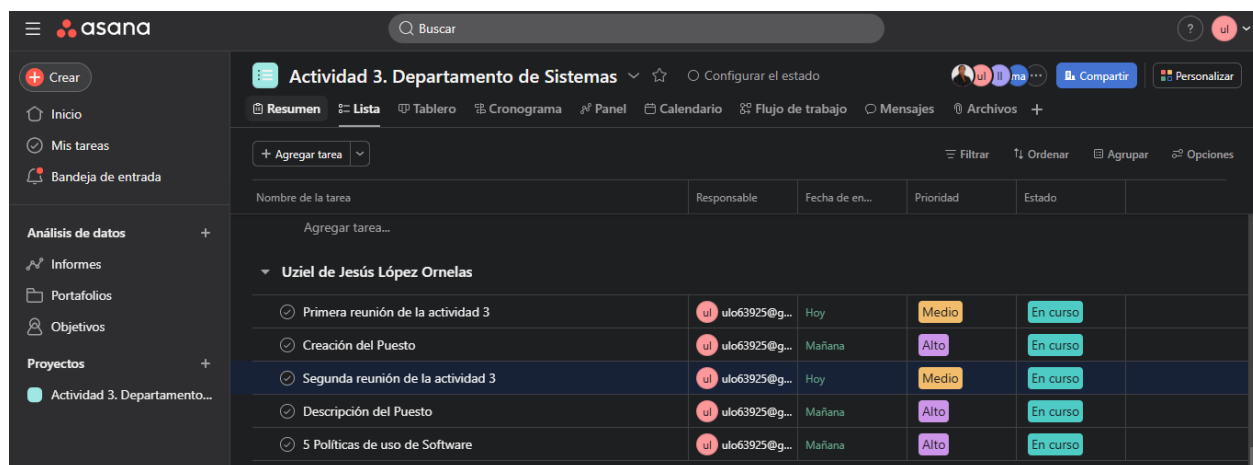 asana
Buscar
?
ul
Crear
Inicio
Mis tareas
Bandeja de entrada
Análisis de datos +
Informes
Portafolios
Objetivos
Proyectos +
Actividad 3. Departamento...
Actividad 3. Departamento de Sistemas
Configurar el estado
ul ll ma ...
Compartir
Personalizar
Resumen Lista Tablero Cronograma Panel Calendario Flujo de trabajo Mensajes Archivos +
+ Agregar tarea
Filtrar Ordenar Agrupar Opciones
Nombre de la tarea Responsable Fecha de en... Prioridad Estado
Agregar tarea...
Uziel de Jesús López Ornelas
Primera reunión de la actividad 3 ul ulo63925@g... Hoy Medio En curso
Creación del Puesto ul ulo63925@g... Mañana Alto En curso
Segunda reunión de la actividad 3 ul ulo63925@g... Hoy Medio En curso
Descripción del Puesto ul ulo63925@g... Mañana Alto En curso
5 Políticas de uso de Software ul ulo63925@g... Mañana Alto En curso